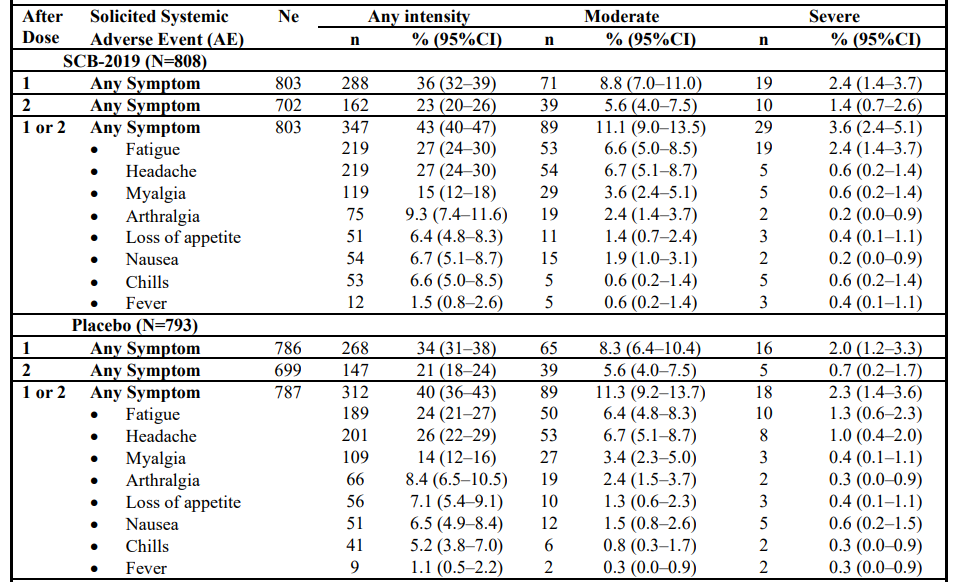 After Solicited Systemic Ne Any intensity Moderate Severe
Dose Adverse Event (AE) n % (95%CI) n % (95%CI) n % (95%CI)
SCB-2019 (N=808)
1 Any Symptom 803 288 36 (32–39) 71 8.8 (7.0–11.0) 19 2.4 (1.4–3.7)
2 Any Symptom 702 162 23 (20–26) 39 5.6 (4.0–7.5) 10 1.4 (0.7–2.6)
1 or 2 Any Symptom 803 347 43 (40–47) 89 11.1 (9.0–13.5) 29 3.6 (2.4–5.1)
• Fatigue 219 27 (24–30) 53 6.6 (5.0–8.5) 19 2.4 (1.4–3.7)
• Headache 219 27 (24–30) 54 6.7 (5.1–8.7) 5 0.6 (0.2–1.4)
• Myalgia 119 15 (12–18) 29 3.6 (2.4–5.1) 5 0.6 (0.2–1.4)
• Arthralgia 75 9.3 (7.4–11.6) 19 2.4 (1.4–3.7) 2 0.2 (0.0–0.9)
• Loss of appetite 51 6.4 (4.8–8.3) 11 1.4 (0.7–2.4) 3 0.4 (0.1–1.1)
• Nausea 54 6.7 (5.1–8.7) 15 1.9 (1.0–3.1) 2 0.2 (0.0–0.9)
• Chills 53 6.6 (5.0–8.5) 5 0.6 (0.2–1.4) 5 0.6 (0.2–1.4)
• Fever 12 1.5 (0.8–2.6) 5 0.6 (0.2–1.4) 3 0.4 (0.1–1.1)
Placebo (N=793)
1 Any Symptom 786 268 34 (31–38) 65 8.3 (6.4–10.4) 16 2.0 (1.2–3.3)
2 Any Symptom 699 147 21 (18–24) 39 5.6 (4.0–7.5) 5 0.7 (0.2–1.7)
1 or 2 Any Symptom 787 312 40 (36–43) 89 11.3 (9.2–13.7) 18 2.3 (1.4–3.6)
• Fatigue 189 24 (21–27) 50 6.4 (4.8–8.3) 10 1.3 (0.6–2.3)
• Headache 201 26 (22–29) 53 6.7 (5.1–8.7) 8 1.0 (0.4–2.0)
• Myalgia 109 14 (12–16) 27 3.4 (2.3–5.0) 3 0.4 (0.1–1.1)
• Arthralgia 66 8.4 (6.5–10.5) 19 2.4 (1.5–3.7) 2 0.3 (0.0–0.9)
• Loss of appetite 56 7.1 (5.4–9.1) 10 1.3 (0.6–2.3) 3 0.4 (0.1–1.1)
• Nausea 51 6.5 (4.9–8.4) 12 1.5 (0.8–2.6) 5 0.6 (0.2–1.5)
• Chills 41 5.2 (3.8–7.0) 6 0.8 (0.3–1.7) 2 0.3 (0.0–0.9)
• Fever 9 1.1 (0.5–2.2) 2 0.3 (0.0–0.9) 2 0.3 (0.0–0.9)